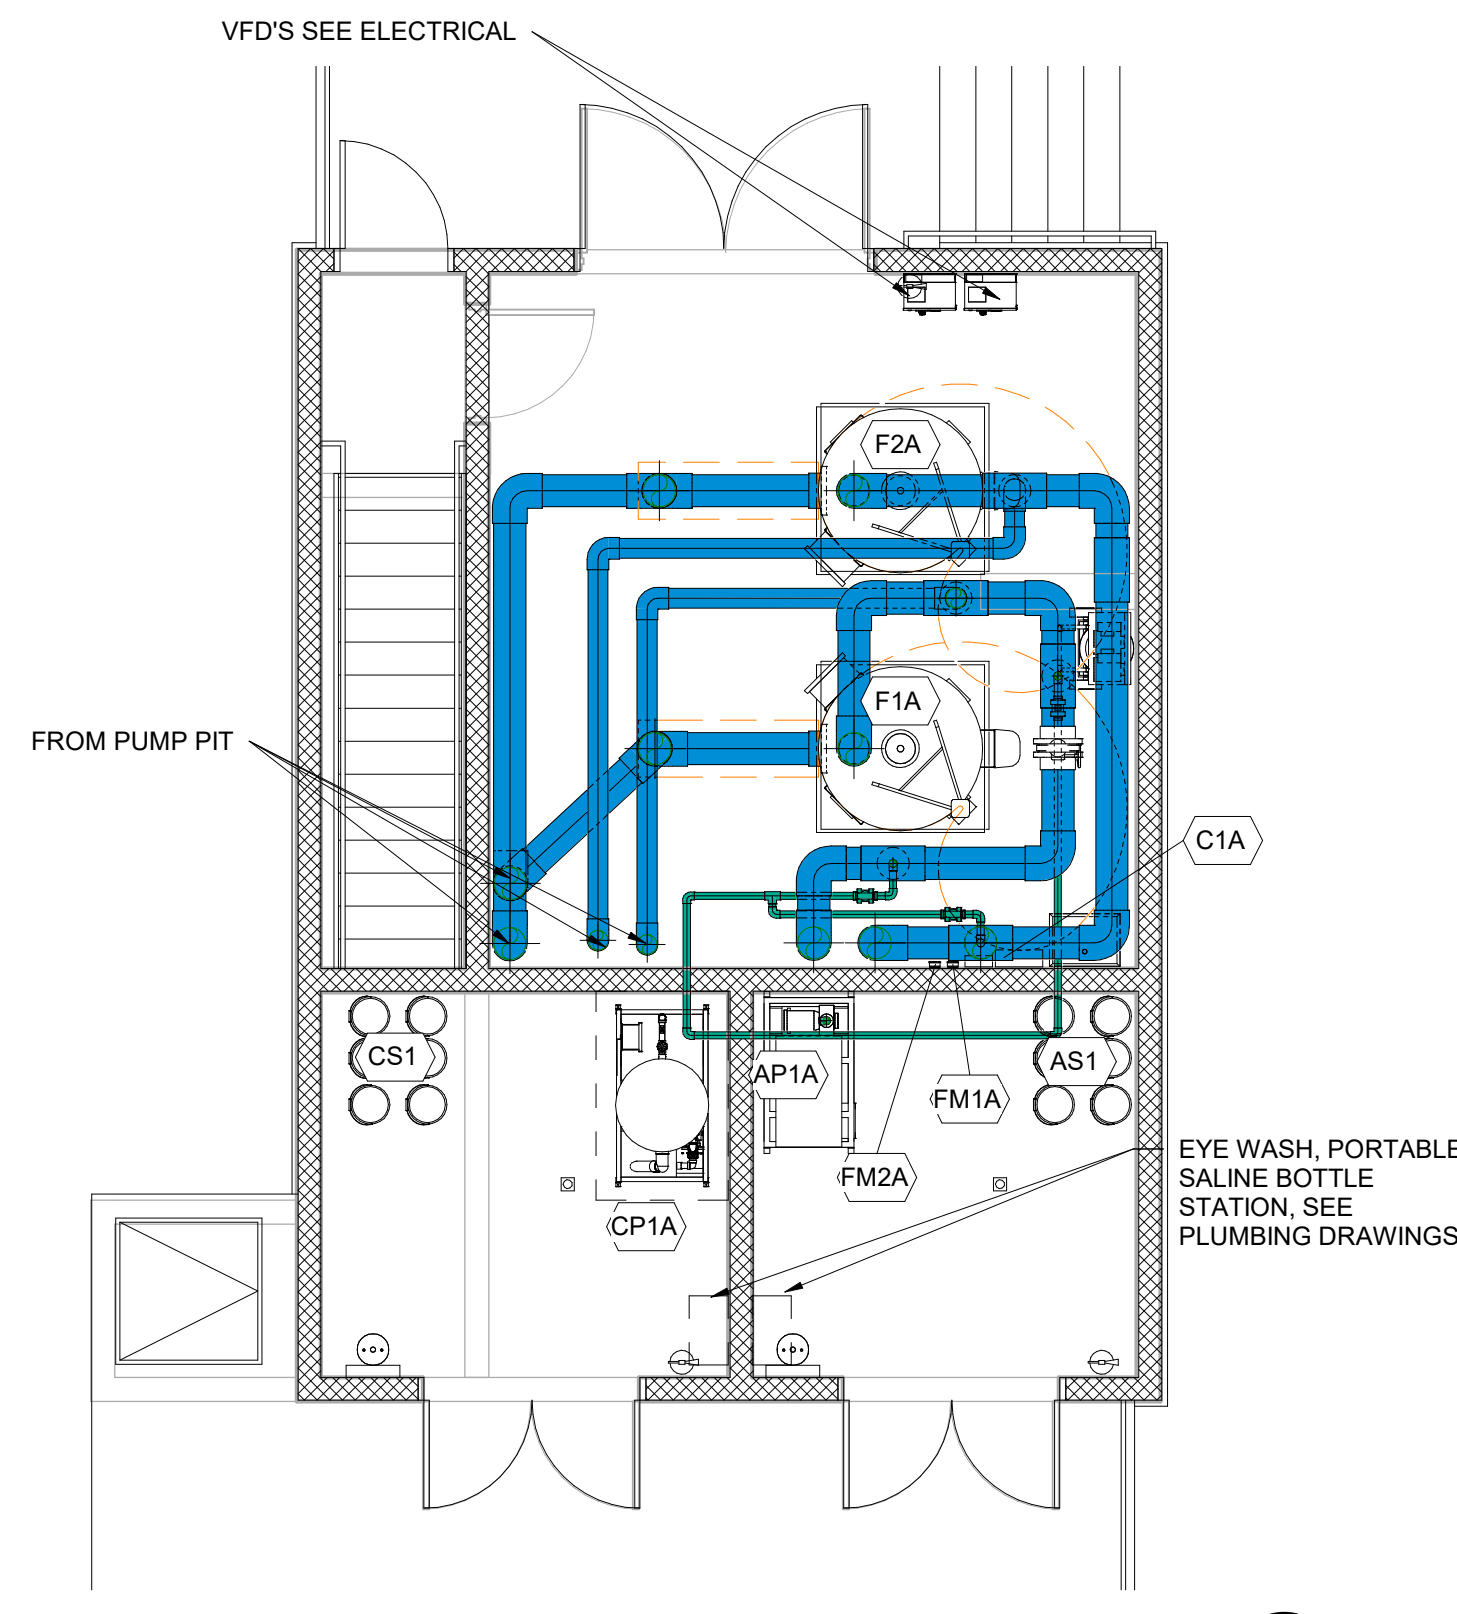 VFD'S SEE ELECTRICAL
F2A
F1A
FROM PUMP PIT
C1A
CS1
AP1A
AS1
FM1A
FM2A
CP1A
EYE WASH, PORTABLE
SALINE BOTTLE
STATION, SEE
PLUMBING DRAWINGS